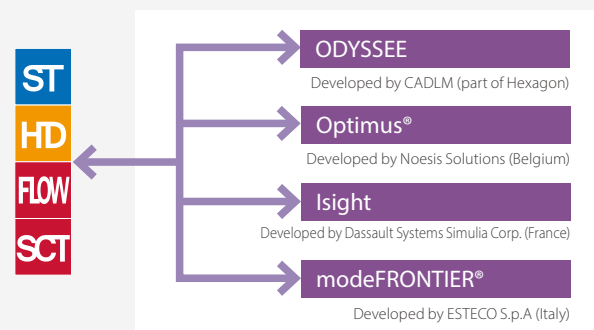 ST
HD
FLOW
SCT
ODYSSEE
Developed by CADLM (part of Hexagon)
Optimus®
Developed by Noesis Solutions (Belgium)
Isight
Developed by Dassault Systems Simulia Corp. (France)
modeFRONTIER®
Developed by ESTECO S.p.A (Italy)